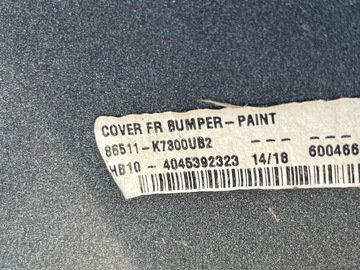 COVER FR BUMPER-PAINT
86511-K7300UB2 --- ---
HB10 - 4045392323 14/18 600466